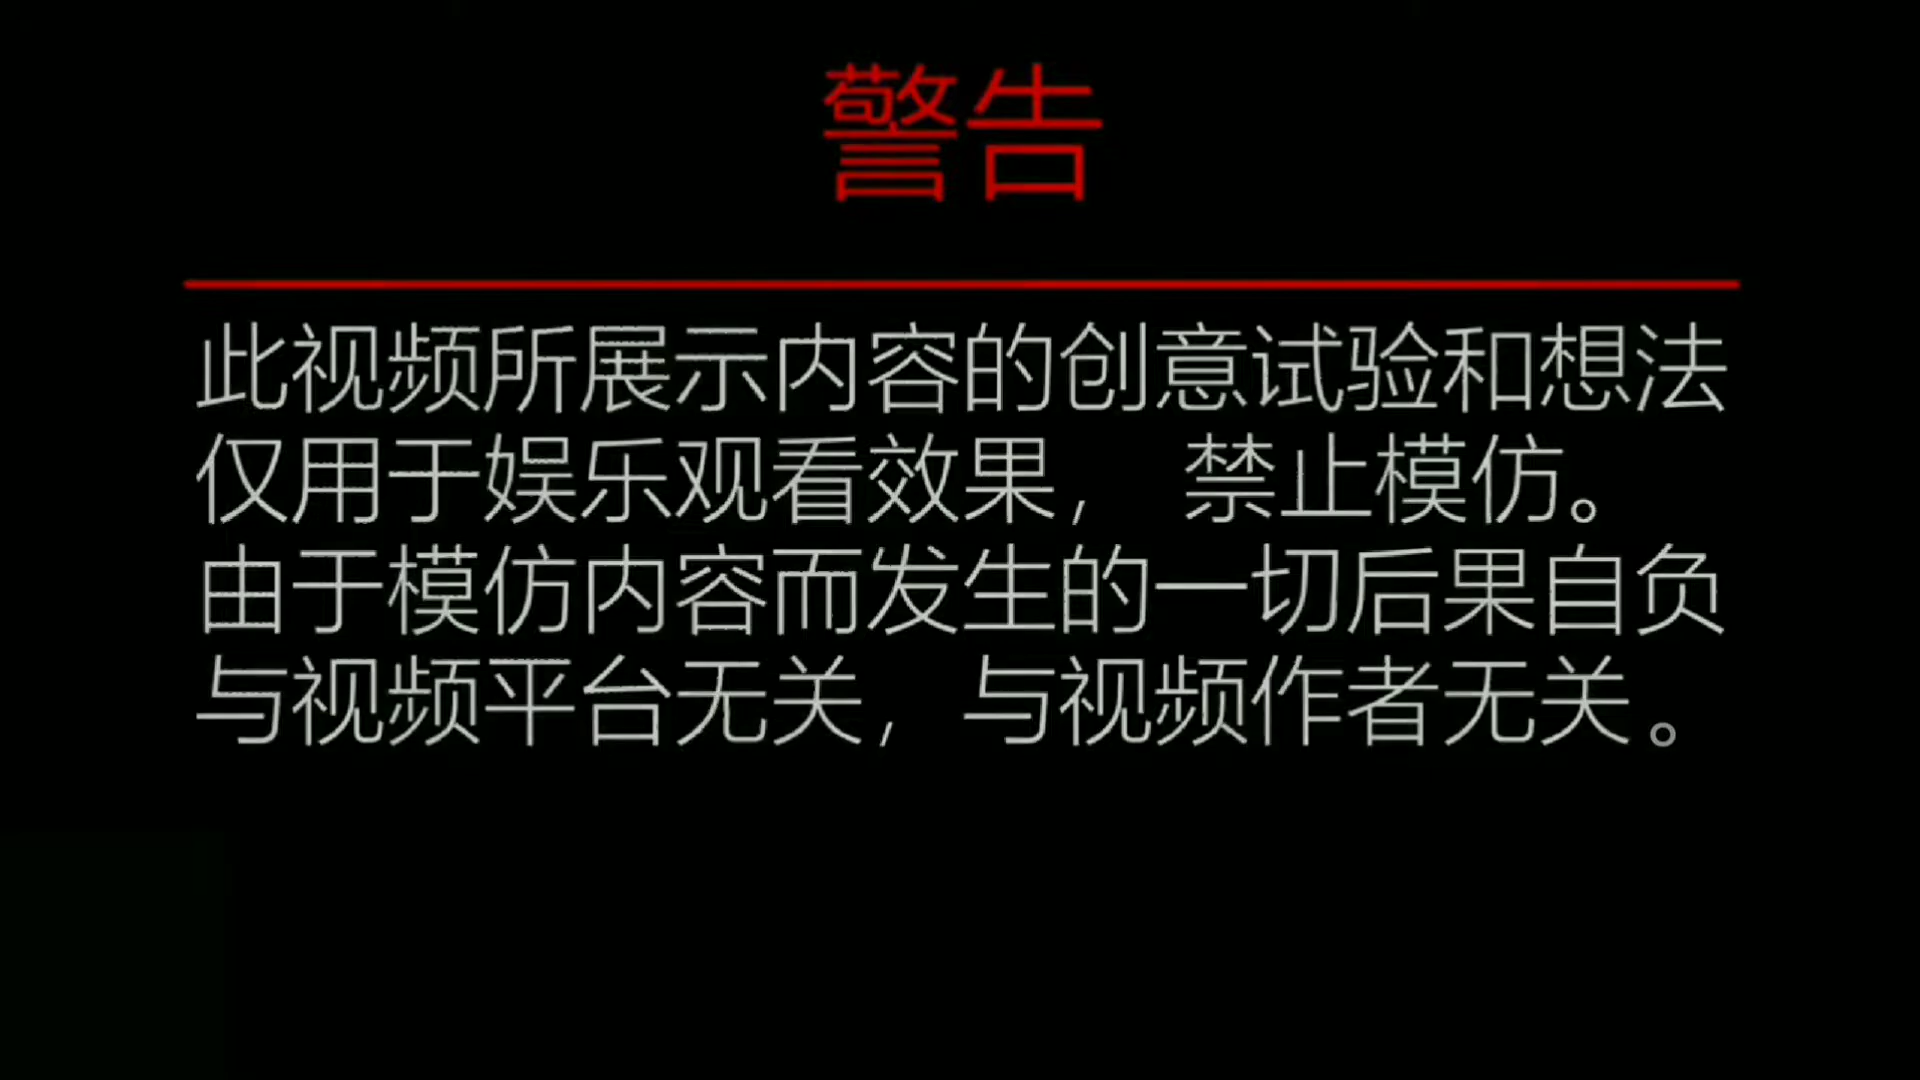 警告
此视频所展示内容的创意试验和想法
仅用于娱乐观看效果， 禁止模仿。
由于模仿内容而发生的一切后果自负
与视频平台无关，与视频作者无关。